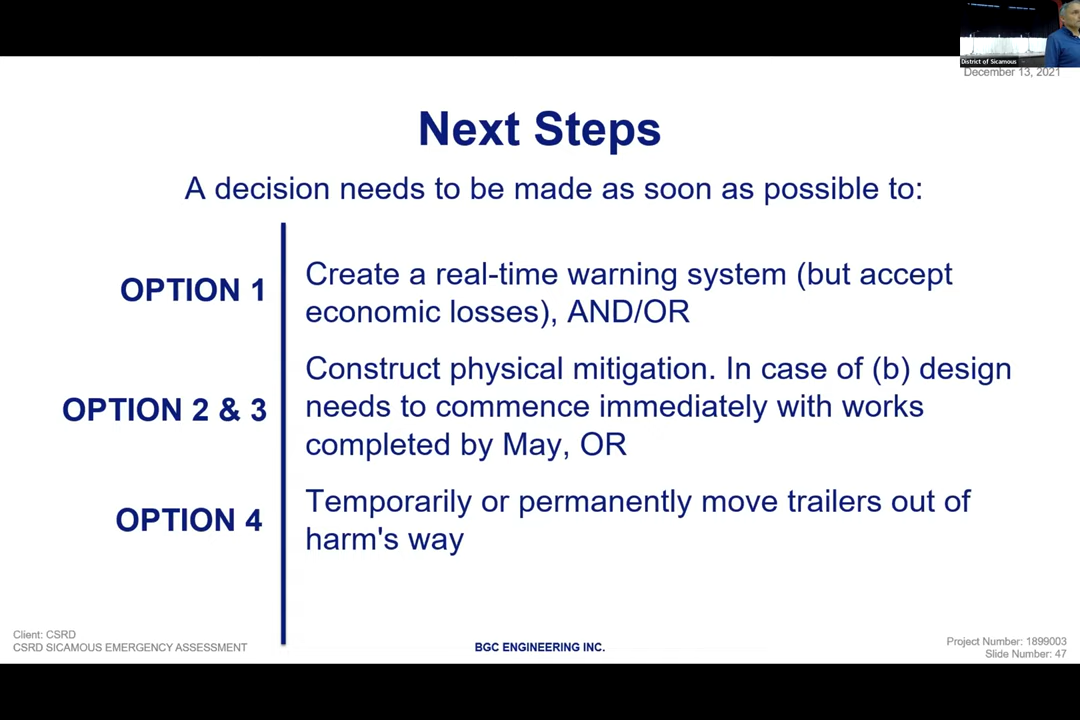 District of Sicamous
December 13, 2021
Next Steps
A decision needs to be made as soon as possible to:
OPTION 1
Create a real-time warning system (but accept
economic losses), AND/OR
OPTION 2 & 3
Construct physical mitigation. In case of (b) design
needs to commence immediately with works
completed by May, OR
OPTION 4
Temporarily or permanently move trailers out of
harm's way
Client: CSRD
CSRD SICAMOUS EMERGENCY ASSESSMENT
BGC ENGINEERING INC.
Project Number: 1899003
Slide Number: 47